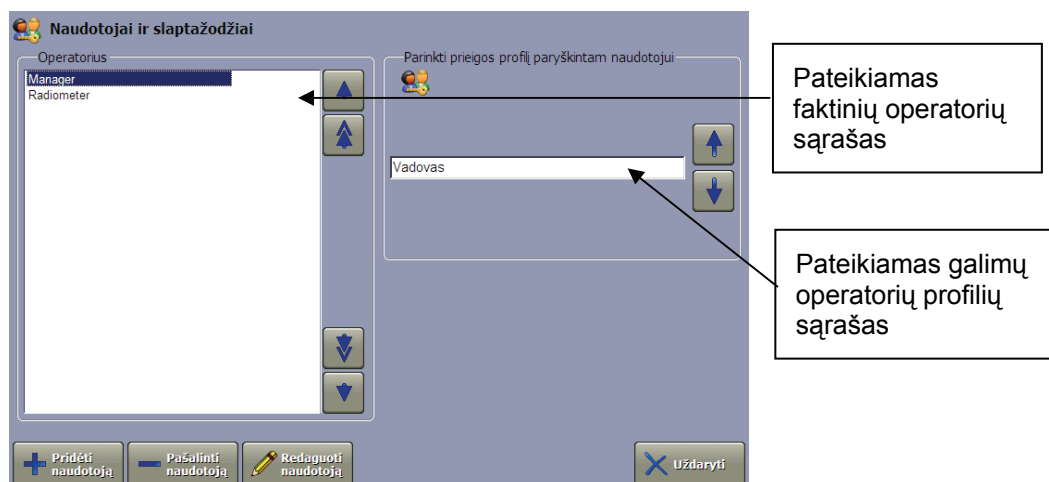 Naudotojai ir slaptažodžiai
Operatorius
Manager
Radiometer
Parinkti prieigos profilį paryškintam naudotojui
Vadovas
Pateikiamas
faktinių operatorių
sąrašas
Pateikiamas galimų
operatorių profilių
sąrašas
Pridėti
naudotoją
Pašalinti
naudotoją
Redaguoti
naudotoją
Uždaryti